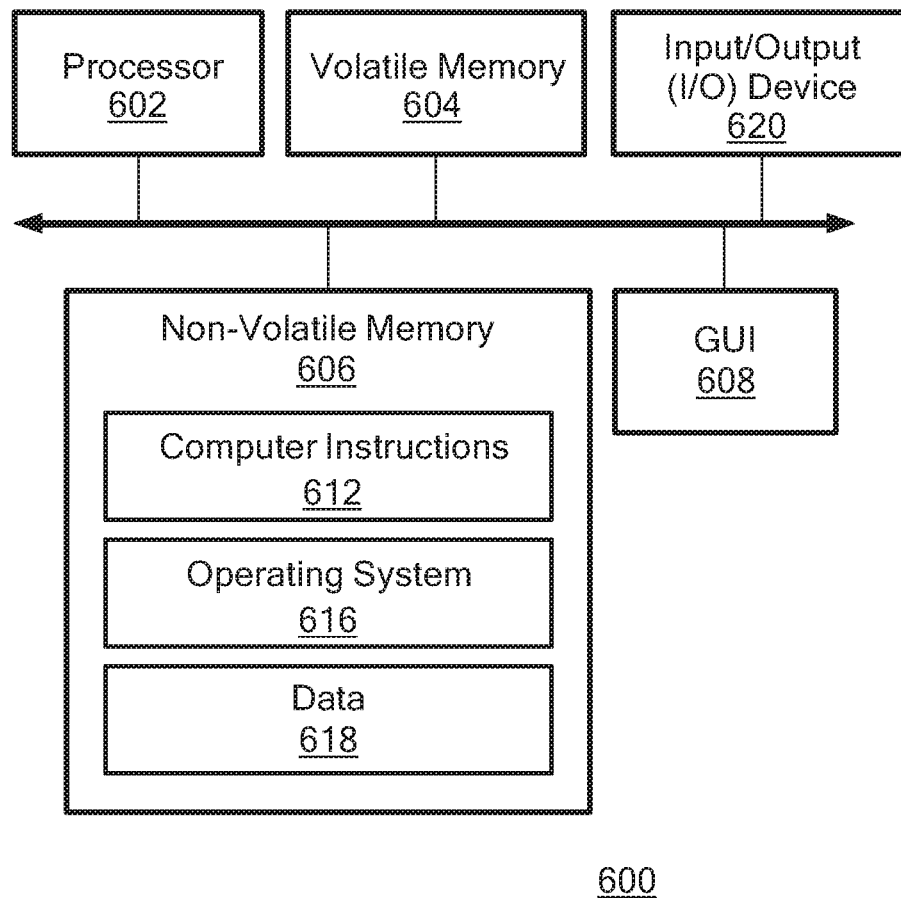 Processor
602
Volatile Memory
604
Input/Output
(I/O) Device
620
Non-Volatile Memory
606
Computer Instructions
612
Operating System
616
Data
618
GUI
608
600